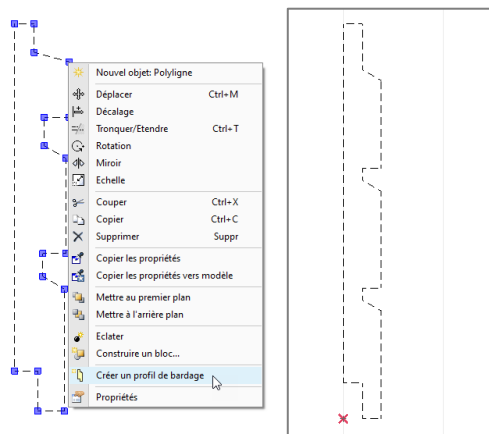 Nouvel objet: Polyligne
Déplacer Ctrl+M
Décalage
Tronquer/Etendre Ctrl+T
Rotation
Miroir
Echelle
Couper Ctrl+X
Copier Ctrl+C
Supprimer Suppr
Copier les propriétés
Copier les propriétés vers modèle
Mettre au premier plan
Mettre à l'arrière plan
Eclater
Construire un bloc...
Créer un profil de bardage
Propriétés